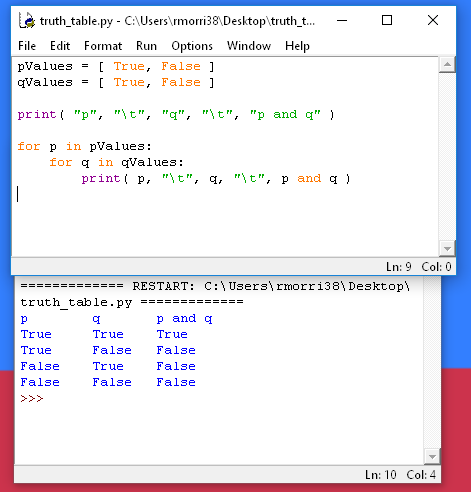 truth_table.py - C:\Users\rmorri38\Desktop\truth_t...
File Edit Format Run Options Window Help
pValues = [ True, False ]
qValues = [ True, False ]
print( "p", "\t", "q", "\t", "p and q" )
for p in pValues:
    for q in qValues:
        print( p, "\t", q, "\t", p and q )
Ln: 9 Col: 0
============= RESTART: C:\Users\rmorri38\Desktop\
truth_table.py =============
p q p and q
True True True
True False False
False True False
False False False
>>>
Ln: 10 Col: 4